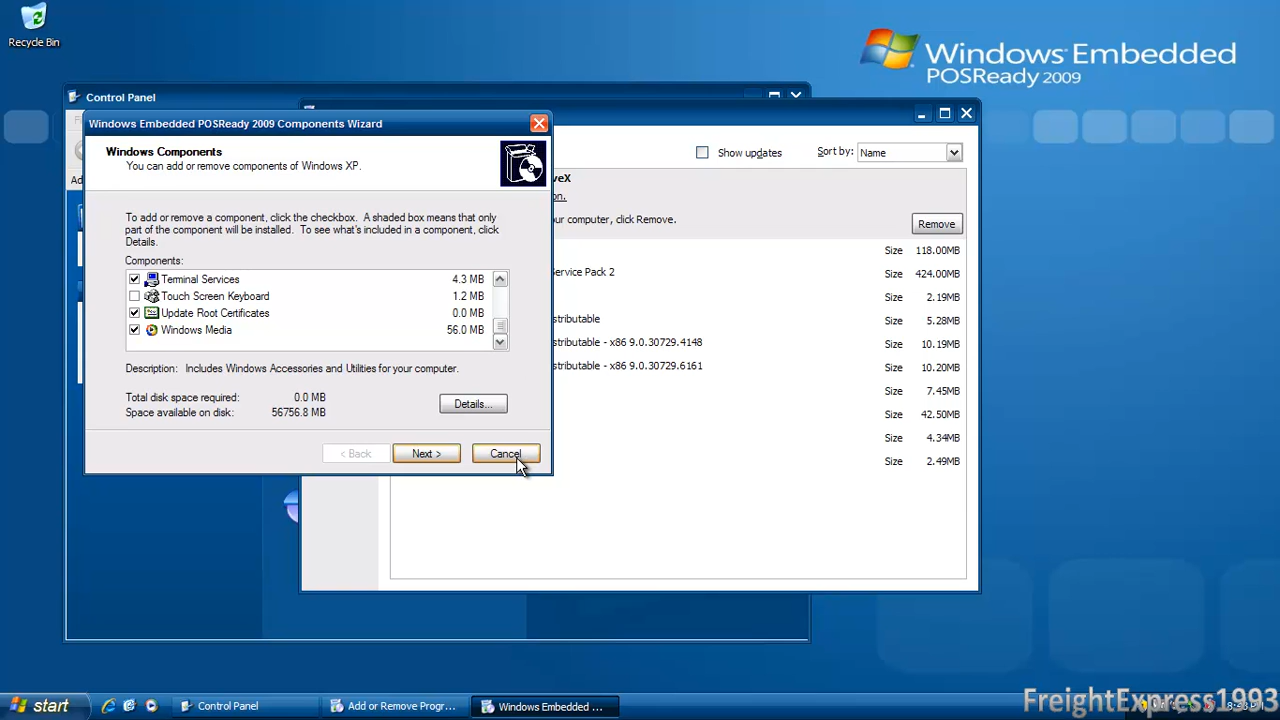 Recycle Bin
Windows Embedded
POSReady 2009
Control Panel
Windows Embedded POSReady 2009 Components Wizard
Windows Components
You can add or remove components of Windows XP.
To add or remove a component, click the checkbox. A shaded box means that only
part of the component will be installed. To see what's included in a component, click
Details.
Components:
Terminal Services 4.3 MB
Touch Screen Keyboard 1.2 MB
Update Root Certificates 0.0 MB
Windows Media 56.0 MB
Description: Includes Windows Accessories and Utilities for your computer.
Total disk space required: 0.0 MB
Space available on disk: 56756.8 MB
Details...
< Back Next > Cancel
Show updates Sort by: Name
veX
on.
ur computer, click Remove.
Remove
Size 118.00MB
ervice Pack 2 Size 424.00MB
Size 2.19MB
stributable Size 5.28MB
stributable - x86 9.0.30729.4148 Size 10.19MB
stributable - x86 9.0.30729.6161 Size 10.20MB
Size 7.45MB
Size 42.50MB
Size 4.34MB
Size 2.49MB
start
Control Panel
Add or Remove Progr...
Windows Embedded ...
FreightExpress1993